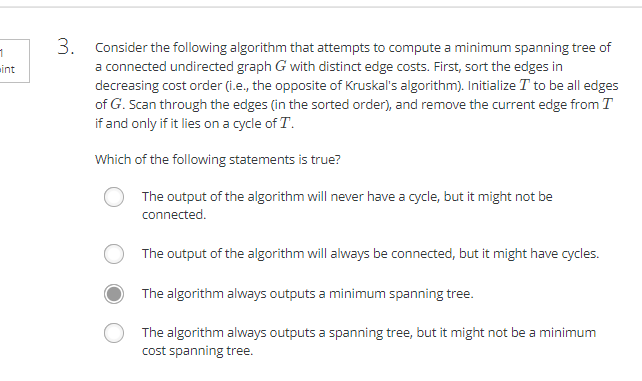 1
oint
3. Consider the following algorithm that attempts to compute a minimum spanning tree of
a connected undirected graph G with distinct edge costs. First, sort the edges in
decreasing cost order (i.e., the opposite of Kruskal's algorithm). Initialize T to be all edges
of G. Scan through the edges (in the sorted order), and remove the current edge from T
if and only if it lies on a cycle of T.
Which of the following statements is true?
The output of the algorithm will never have a cycle, but it might not be
connected.
The output of the algorithm will always be connected, but it might have cycles.
The algorithm always outputs a minimum spanning tree.
The algorithm always outputs a spanning tree, but it might not be a minimum
cost spanning tree.